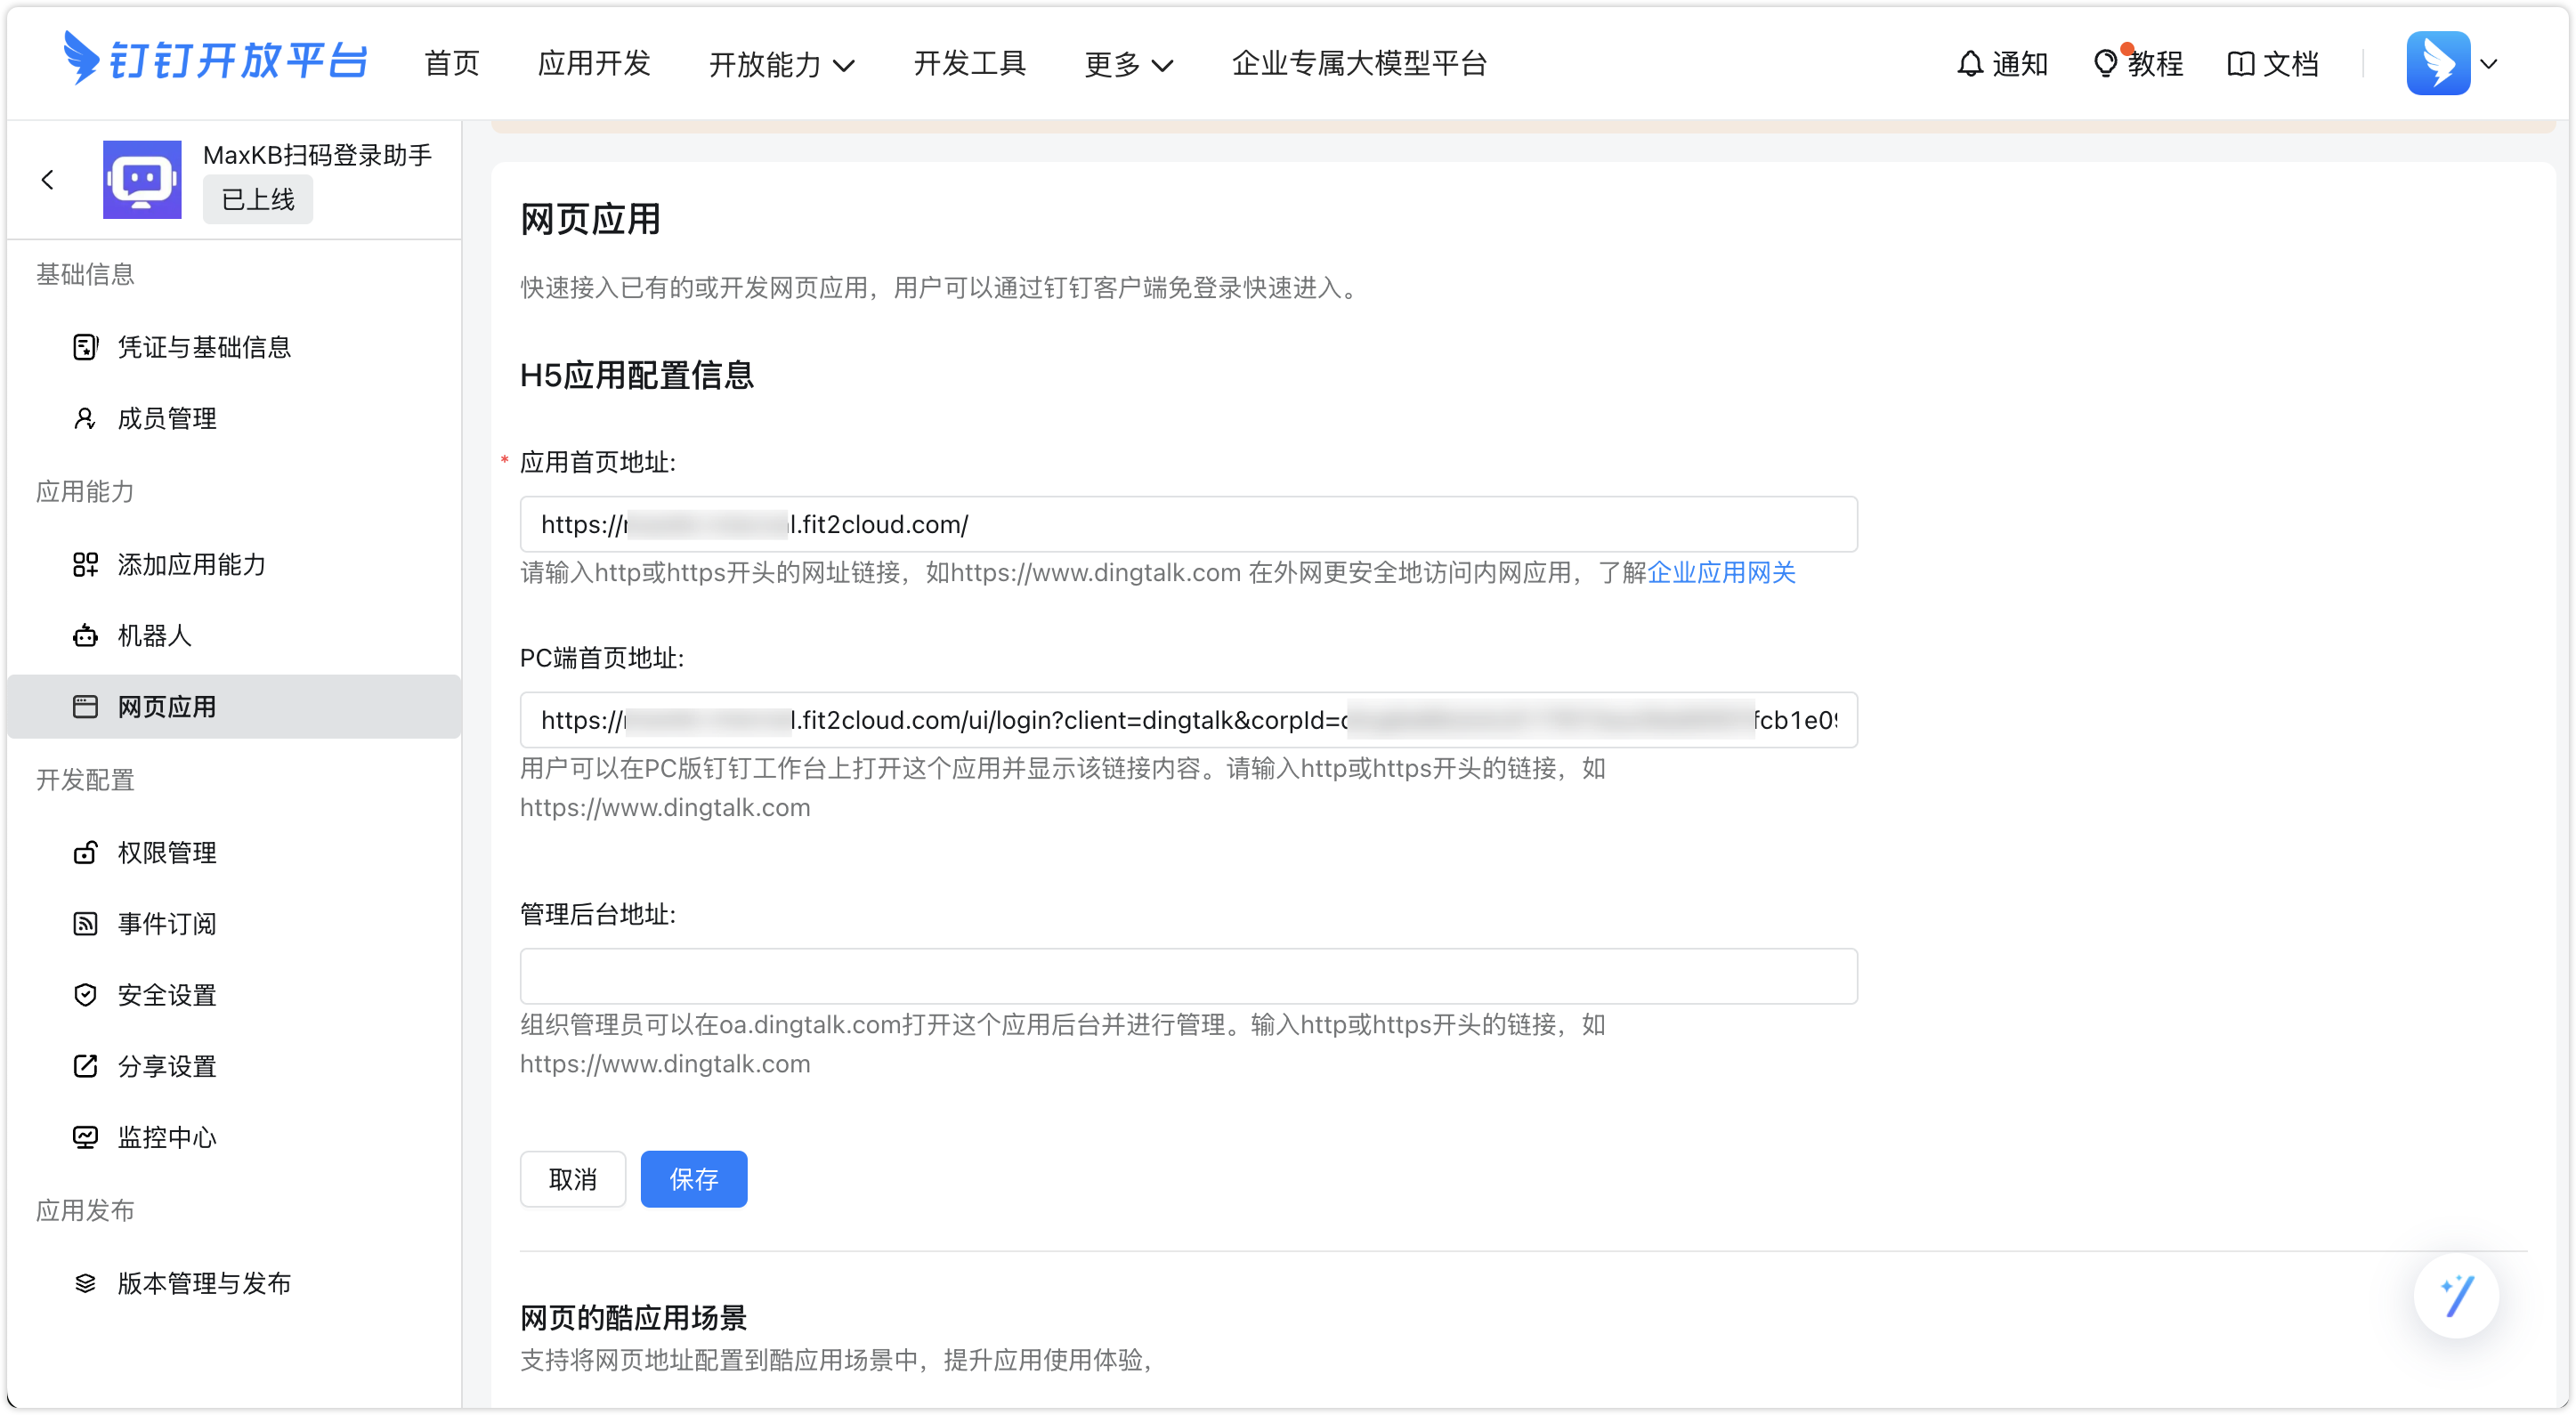 钉钉开放平台
首页
应用开发
开放能力
开发工具
更多
企业专属大模型平台
通知
教程
文档
MaxKB扫码登录助手
已上线
基础信息
凭证与基础信息
成员管理
应用能力
添加应用能力
机器人
网页应用
开发配置
权限管理
事件订阅
安全设置
分享设置
监控中心
应用发布
版本管理与发布
网页应用
快速接入已有的或开发网页应用，用户可以通过钉钉客户端免登录快速进入。
H5应用配置信息
* 应用首页地址:
https:// l.fit2cloud.com/
请输入http或https开头的网址链接，如https://www.dingtalk.com 在外网更安全地访问内网应用，了解企业应用网关
PC端首页地址:
https:// l.fit2cloud.com/ui/login?client=dingtalk&corpId= fcb1e09
用户可以在PC版钉钉工作台上打开这个应用并显示该链接内容。请输入http或https开头的链接，如
https://www.dingtalk.com
管理后台地址:
组织管理员可以在oa.dingtalk.com打开这个应用后台并进行管理。输入http或https开头的链接，如
https://www.dingtalk.com
取消
保存
网页的酷应用场景
支持将网页地址配置到酷应用场景中，提升应用使用体验，